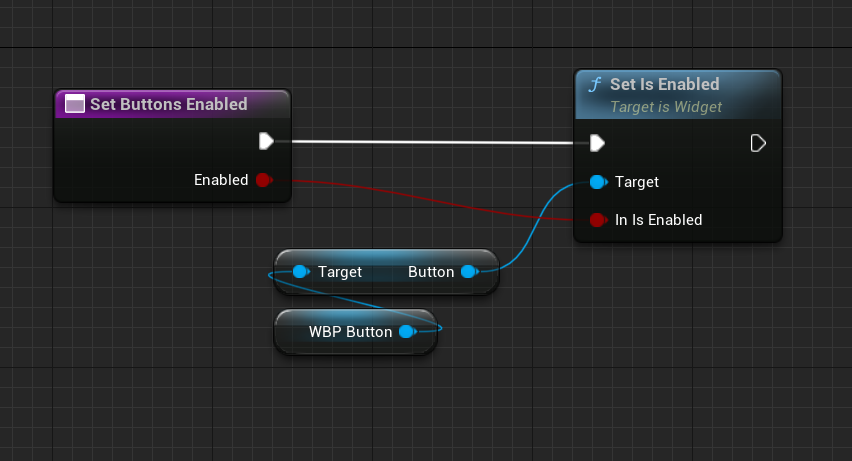 Set Buttons Enabled
Enabled
f Set Is Enabled
Target is Widget
Target
In Is Enabled
Target Button
WBP Button